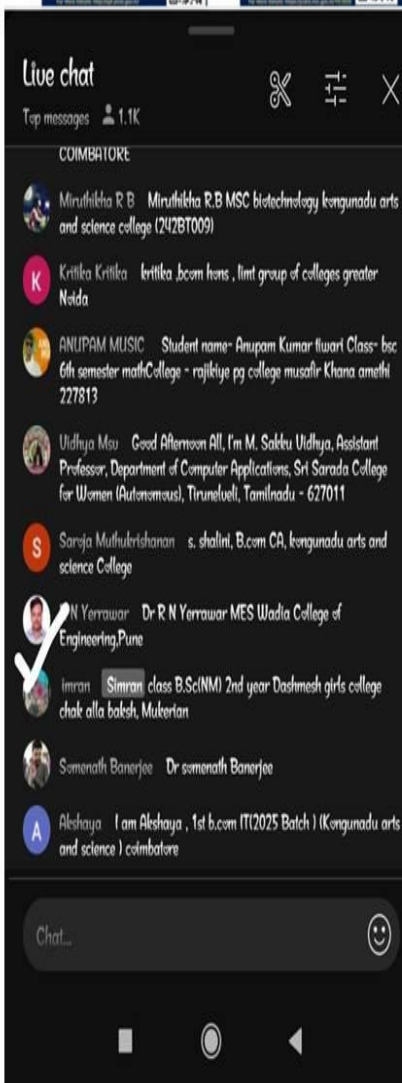 Live chat
Top messages 1.1K
COIMBATORE
Miruthikha R B Miruthikha R.B MSC biotechnology kongunadu arts
and science college (242BT009)
K Kritika Kritika kritika ,bcom hons , Iimt group of colleges greater
Noida
ANUPAM MUSIC Student name- Anupam Kumar tiwari Class- bsc
6th semester mathCollege - rajikiye pg college musafir Khana amethi
227813
Vidhya Msu Good Afternoon All, I'm M. Sakku Vidhya, Assistant
Professor, Department of Computer Applications, Sri Sarada College
for Women (Autonomous), Tirunelveli, Tamilnadu - 627011
S Saroja Muthukrishanan s. shalini, B.com CA, kongunadu arts and
science College
N Yerrawar Dr R N Yerrawar MES Wadia College of
Engineering,Pune
imran Simran class B.Sc(NM) 2nd year Dashmesh girls college
chak alla baksh, Mukerian
Somenath Banerjee Dr somenath Banerjee
A Akshaya I am Akshaya , 1st b.com IT(2025 Batch ) (Kongunadu arts
and science ) coimbatore
Chat...